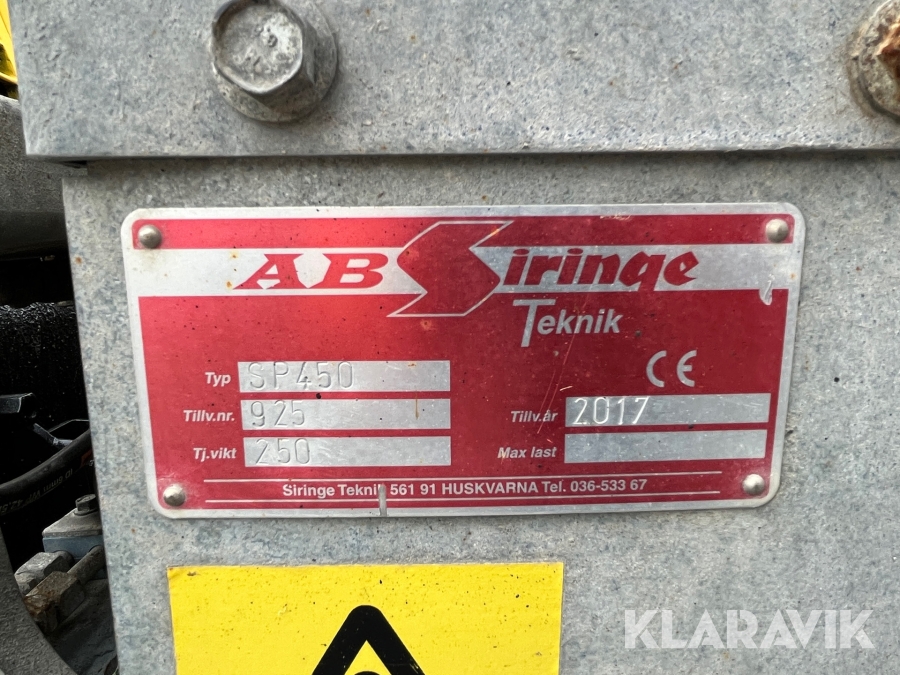 AB Siringe
Teknik
Typ SP450
Tillv.nr. 925
Tillv.år 2017
Tj.vikt 250
Max last
Siringe Teknik 561 91 HUSKVARNA Tel. 036-533 67
KLARAVIK